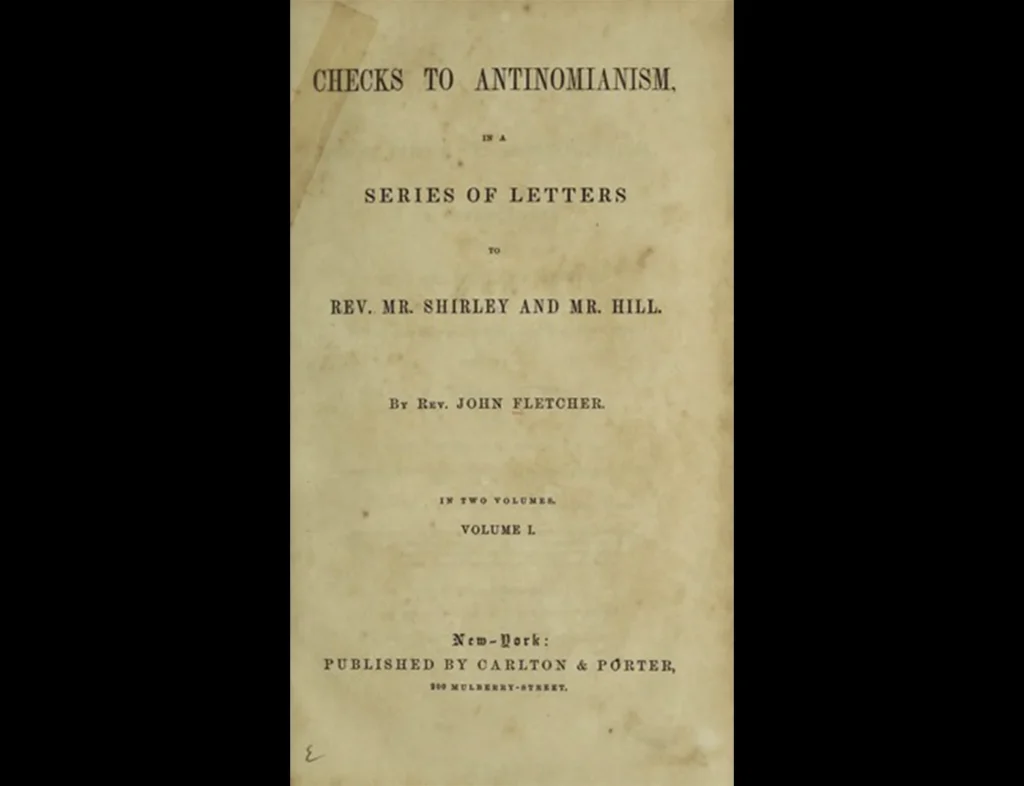 CHECKS TO ANTINOMIANISM,
IN A
SERIES OF LETTERS
TO
REV. MR. SHIRLEY AND MR. HILL.
By Rev. JOHN FLETCHER.
IN TWO VOLUMES.
VOLUME I.
New-York:
PUBLISHED BY CARLTON & PORTER,
200 MULBERRY-STREET.